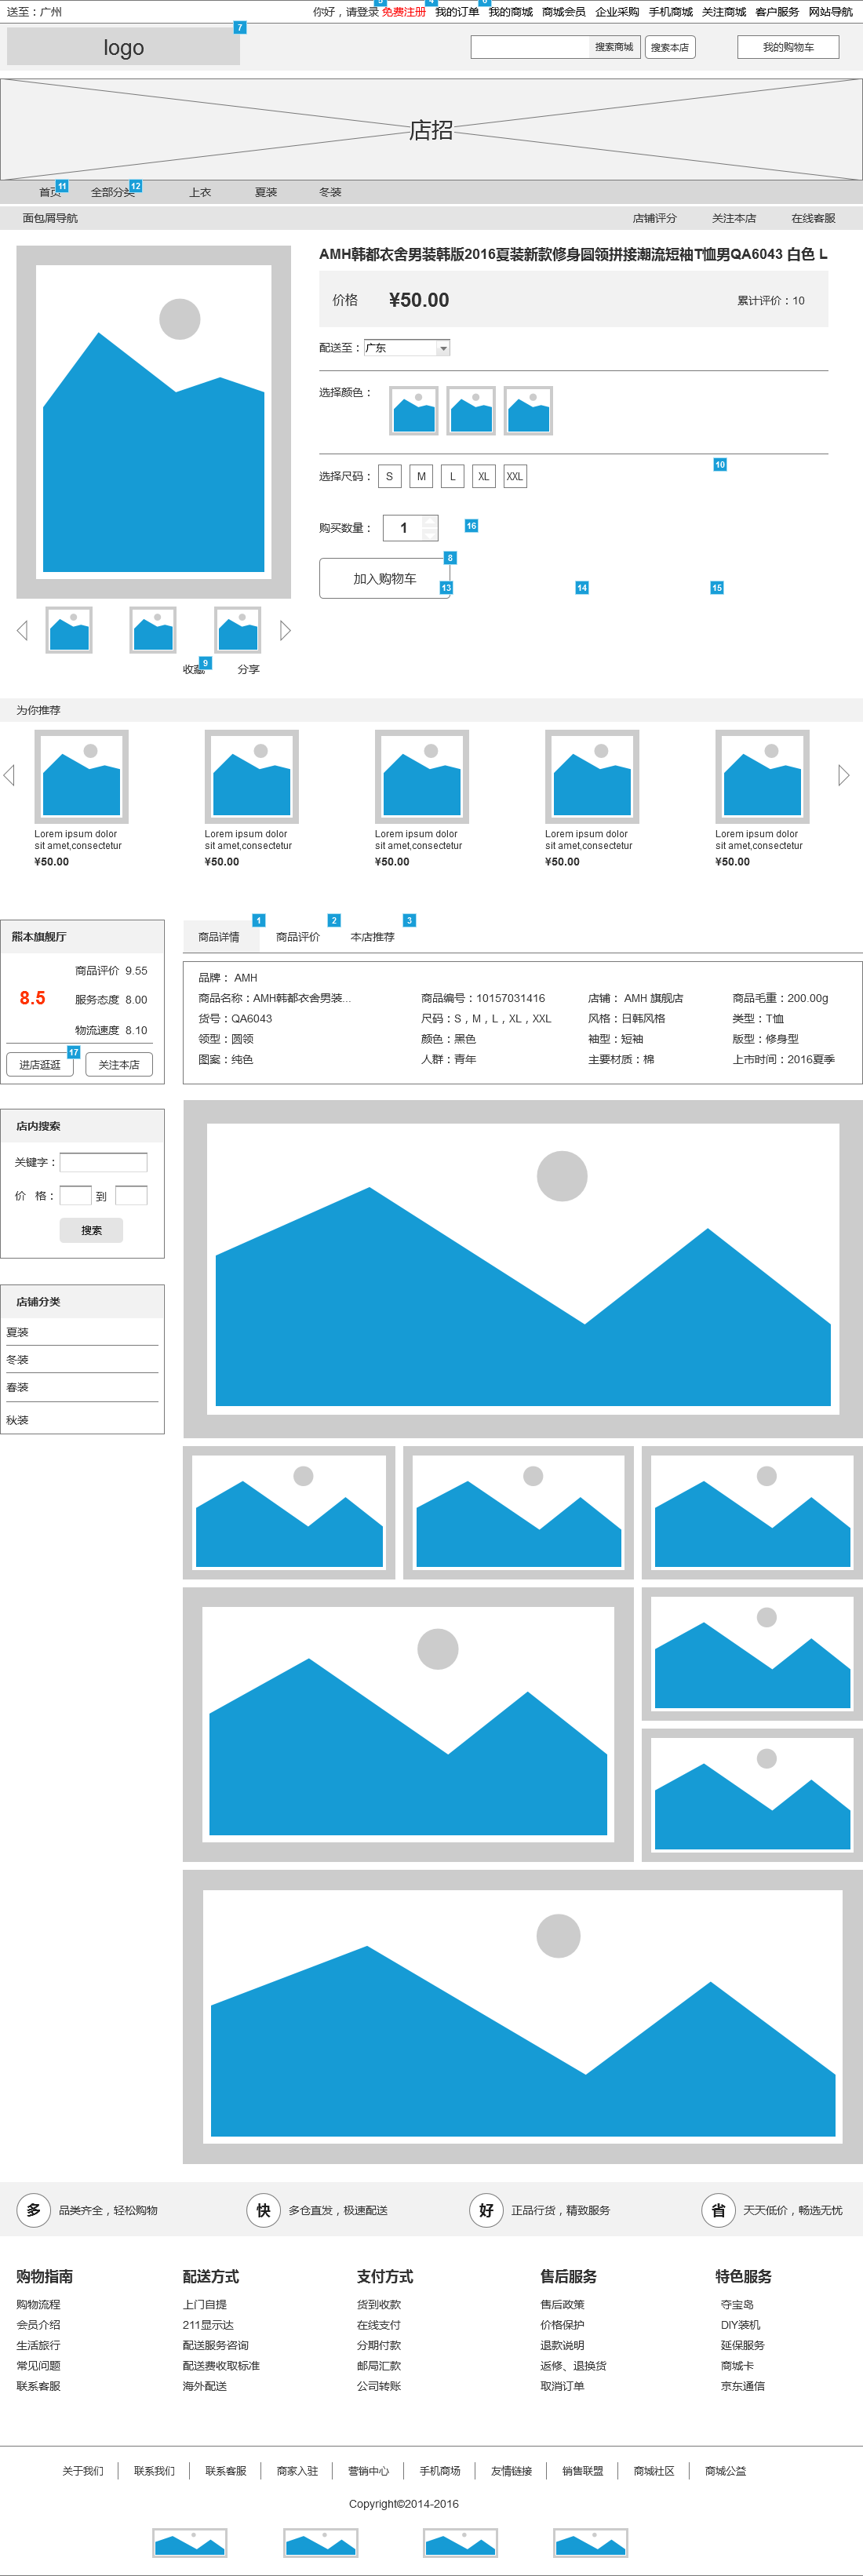 送至：广州
你好，请登录 免费注册 我的订单 我的商城 商城会员 企业采购 手机商城 关注商城 客户服务 网站导航
7
logo
搜索商城 搜索本店 我的购物车
店招
首页 11 全部分类 12 上衣 夏装 冬装
面包屑导航 店铺评分 关注本店 在线客服
AMH韩都衣舍男装韩版2016夏装新款修身圆领拼接潮流短袖T恤男QA6043 白色 L
价格 ¥50.00 累计评价：10
配送至：广东
选择颜色：
10
选择尺码： S M L XL XXL
购买数量： 1 16
8
加入购物车
13 14 15
收藏 9 分享
为你推荐
Lorem ipsum dolor
sit amet,consectetur
¥50.00
Lorem ipsum dolor
sit amet,consectetur
¥50.00
Lorem ipsum dolor
sit amet,consectetur
¥50.00
Lorem ipsum dolor
sit amet,consectetur
¥50.00
Lorem ipsum dolor
sit amet,consectetur
¥50.00
熊本旗舰厅
8.5
商品评价 9.55
服务态度 8.00
物流速度 8.10
17
进店逛逛 关注本店
店内搜索
关键字：
价 格： 到
搜索
店铺分类
夏装
冬装
春装
秋装
1 2 3
商品详情 商品评价 本店推荐
品牌： AMH
商品名称：AMH韩都衣舍男装... 商品编号：10157031416 店铺： AMH 旗舰店 商品毛重：200.00g
货号：QA6043 尺码：S，M，L，XL，XXL 风格：日韩风格 类型：T恤
领型：圆领 颜色：黑色 袖型：短袖 版型：修身型
图案：纯色 人群：青年 主要材质：棉 上市时间：2016夏季
多 品类齐全，轻松购物 快 多仓直发，极速配送 好 正品行货，精致服务 省 天天低价，畅选无忧
购物指南
购物流程
会员介绍
生活旅行
常见问题
联系客服
配送方式
上门自提
211显示达
配送服务咨询
配送费收取标准
海外配送
支付方式
货到收款
在线支付
分期付款
邮局汇款
公司转账
售后服务
售后政策
价格保护
退款说明
返修、退换货
取消订单
特色服务
夺宝岛
DIY装机
延保服务
商城卡
京东通信
关于我们 联系我们 联系客服 商家入驻 营销中心 手机商场 友情链接 销售联盟 商城社区 商城公益
Copyright©2014-2016